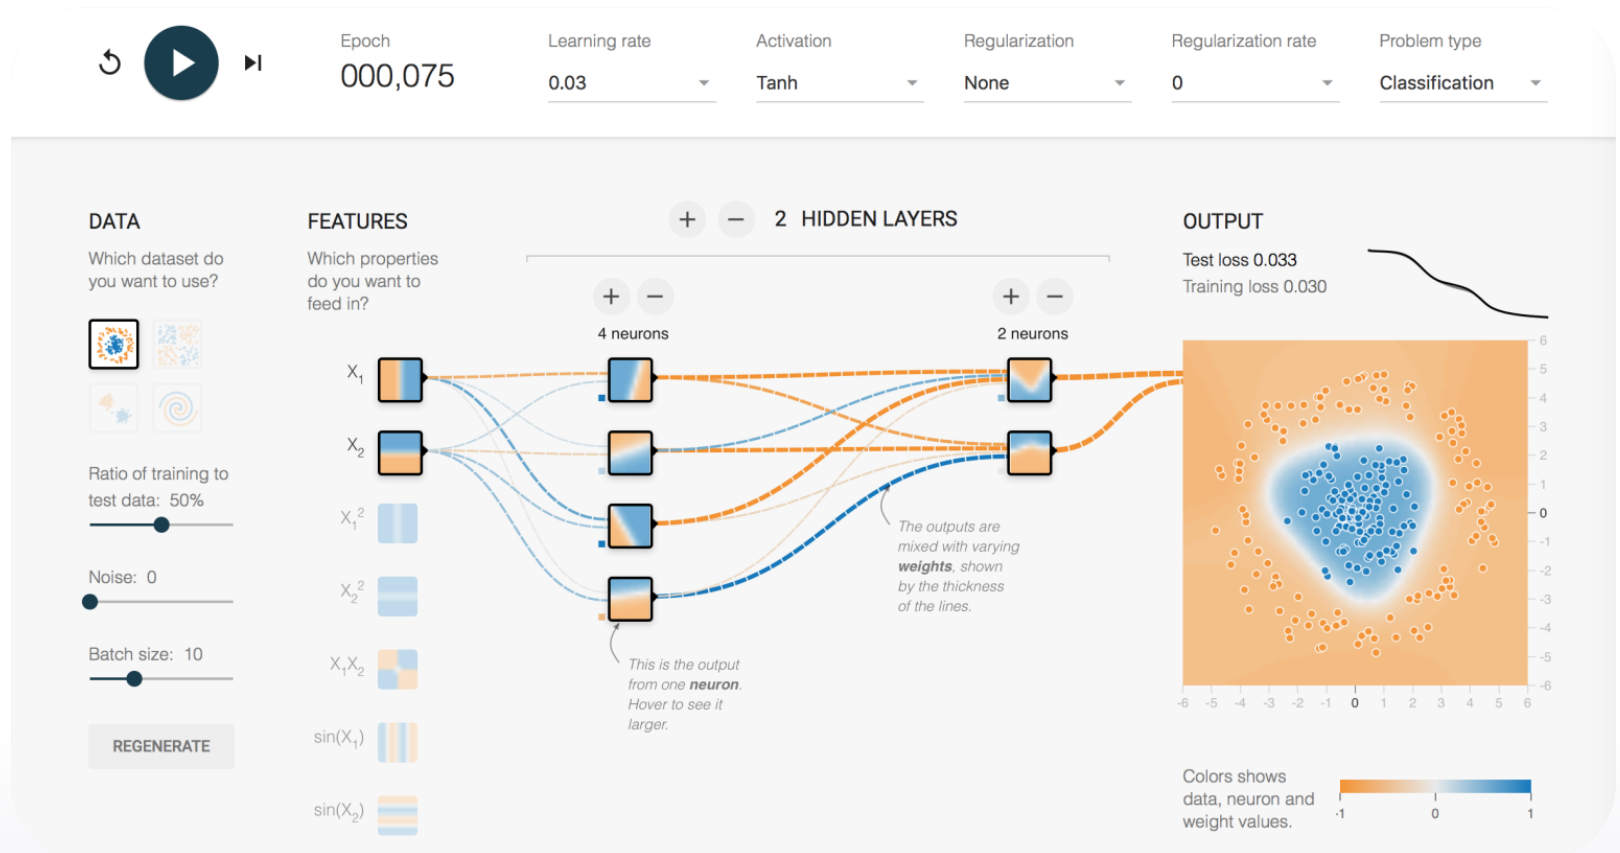 Epoch
000,075
Learning rate
0.03
Activation
Tanh
Regularization
None
Regularization rate
0
Problem type
Classification
DATA
Which dataset do
you want to use?
Ratio of training to
test data: 50%
Noise: 0
Batch size: 10
REGENERATE
FEATURES
Which properties
do you want to
feed in?
X1
X2
X1²
X2²
X1X2
sin(X1)
sin(X2)
+ − 2 HIDDEN LAYERS
+ −
4 neurons
+ −
2 neurons
The outputs are
mixed with varying
weights, shown
by the thickness
of the lines.
This is the output
from one neuron.
Hover to see it
larger.
OUTPUT
Test loss 0.033
Training loss 0.030
6
5
4
3
2
1
0
-1
-2
-3
-4
-5
-6
-6 -5 -4 -3 -2 -1 0 1 2 3 4 5 6
Colors shows
data, neuron and
weight values.
-1 0 1